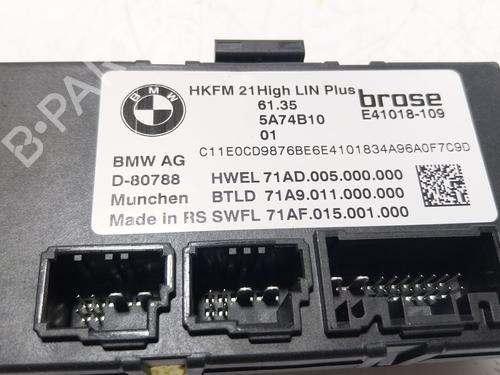 BMW
HKFM 21High LIN Plus
brose
61.35
E41018-109
5A74B10
01
C11E0CD9876BE6E4101834A96A0F7C9D
BMW AG
HWEL 71AD.005.000.000
D-80788
BTLD 71A9.011.000.000
Munchen
Made in RS SWFL 71AF.015.001.000
B-PARTS